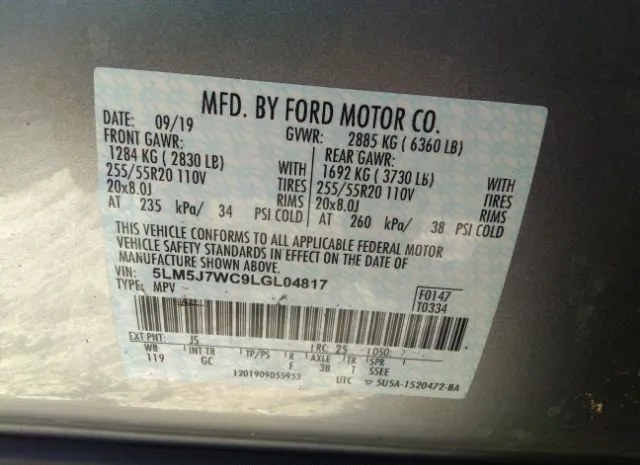 MFD. BY FORD MOTOR CO.
DATE: 09/19 GVWR: 2885 KG ( 6360 LB)
FRONT GAWR: REAR GAWR:
1284 KG ( 2830 LB) WITH 1692 KG ( 3730 LB) WITH
255/55R20 110V TIRES 255/55R20 110V TIRES
20x8.0J RIMS 20x8.0J RIMS
AT 235 kPa/ 34 PSI COLD AT 260 kPa/ 38 PSI COLD
THIS VEHICLE CONFORMS TO ALL APPLICABLE FEDERAL MOTOR
VEHICLE SAFETY STANDARDS IN EFFECT ON THE DATE OF
MANUFACTURE SHOWN ABOVE.
VIN: 5LM5J7WC9LGL04817
TYPE: MPV
F0147
T0334
EXT PNT: JS RC: 25 DSO:
WB INT TR TP/PS R AXLE TR SPR
119 GC F 3B T SSEE
1201909055953 UTC 5U5A-1520472-BA